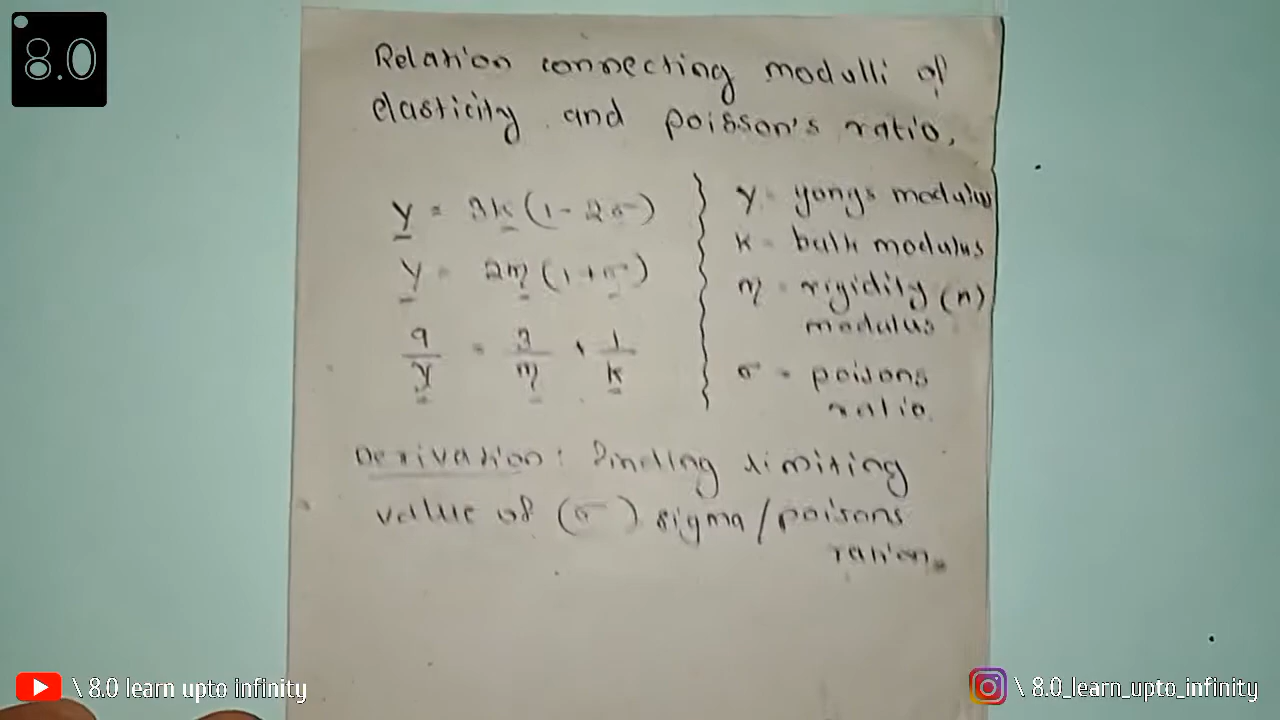 8.0
Relation connecting modulli of
elasticity and poisson's ratio.
y = 3k(1-2σ)
y = 2η(1+σ)
9/y = 3/η + 1/k
y = yongs modulus
k = bulk modulus
η = rigidity (n)
modulus
σ = poisons
ratio.
Derivation: Finding limiting
value of (σ) sigma/poisons
ration.
\ 8.0 learn upto infinity
\ 8.0_learn_upto_infinity